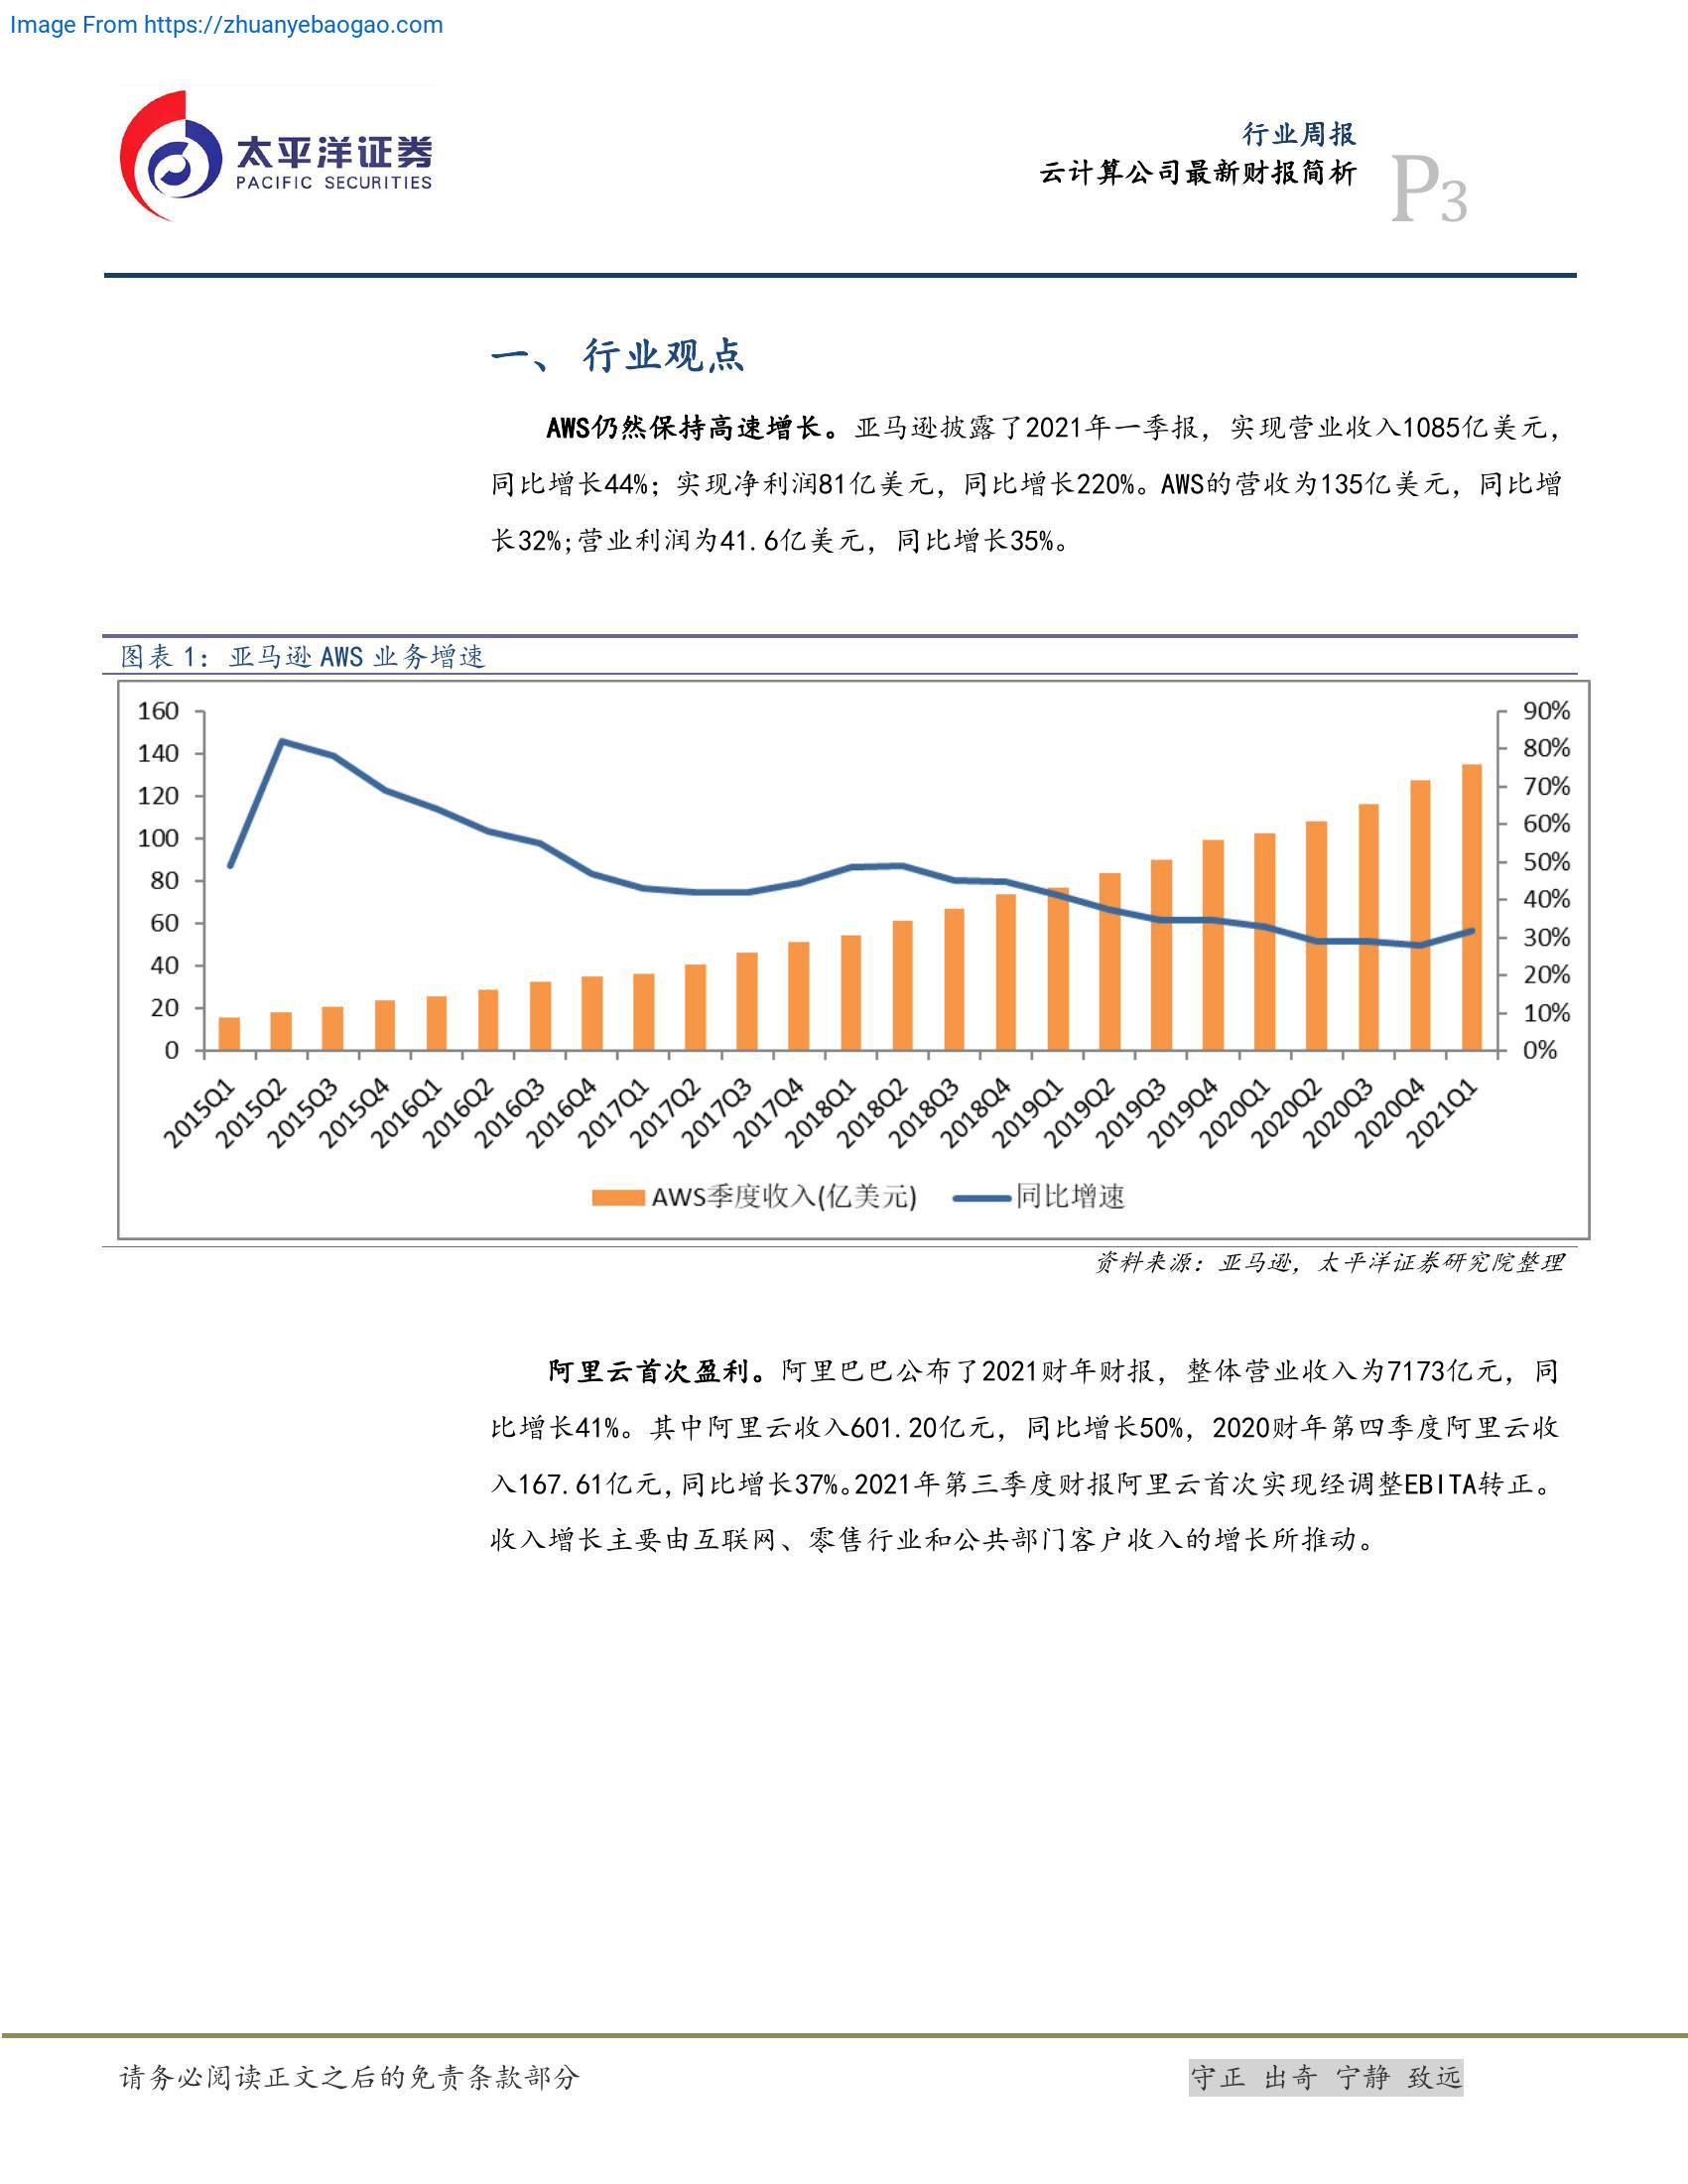 Image From https://zhuanyebaogao.com
太平洋证券
PACIFIC SECURITIES
行业周报
云计算公司最新财报简析
P3
一、 行业观点
AWS仍然保持高速增长。亚马逊披露了2021年一季报，实现营业收入1085亿美元，
同比增长44%；实现净利润81亿美元，同比增长220%。AWS的营收为135亿美元，同比增
长32%;营业利润为41.6亿美元，同比增长35%。
图表 1：亚马逊 AWS 业务增速
160
140
120
100
80
60
40
20
0
90%
80%
70%
60%
50%
40%
30%
20%
10%
0%
2015Q1
2015Q2
2015Q3
2015Q4
2016Q1
2016Q2
2016Q3
2016Q4
2017Q1
2017Q2
2017Q3
2017Q4
2018Q1
2018Q2
2018Q3
2018Q4
2019Q1
2019Q2
2019Q3
2019Q4
2020Q1
2020Q2
2020Q3
2020Q4
2021Q1
AWS季度收入(亿美元) 同比增速
资料来源：亚马逊，太平洋证券研究院整理
阿里云首次盈利。阿里巴巴公布了2021财年财报，整体营业收入为7173亿元，同
比增长41%。其中阿里云收入601.20亿元，同比增长50%，2020财年第四季度阿里云收
入167.61亿元,同比增长37%。2021年第三季度财报阿里云首次实现经调整EBITA转正。
收入增长主要由互联网、零售行业和公共部门客户收入的增长所推动。
请务必阅读正文之后的免责条款部分
守正 出奇 宁静 致远